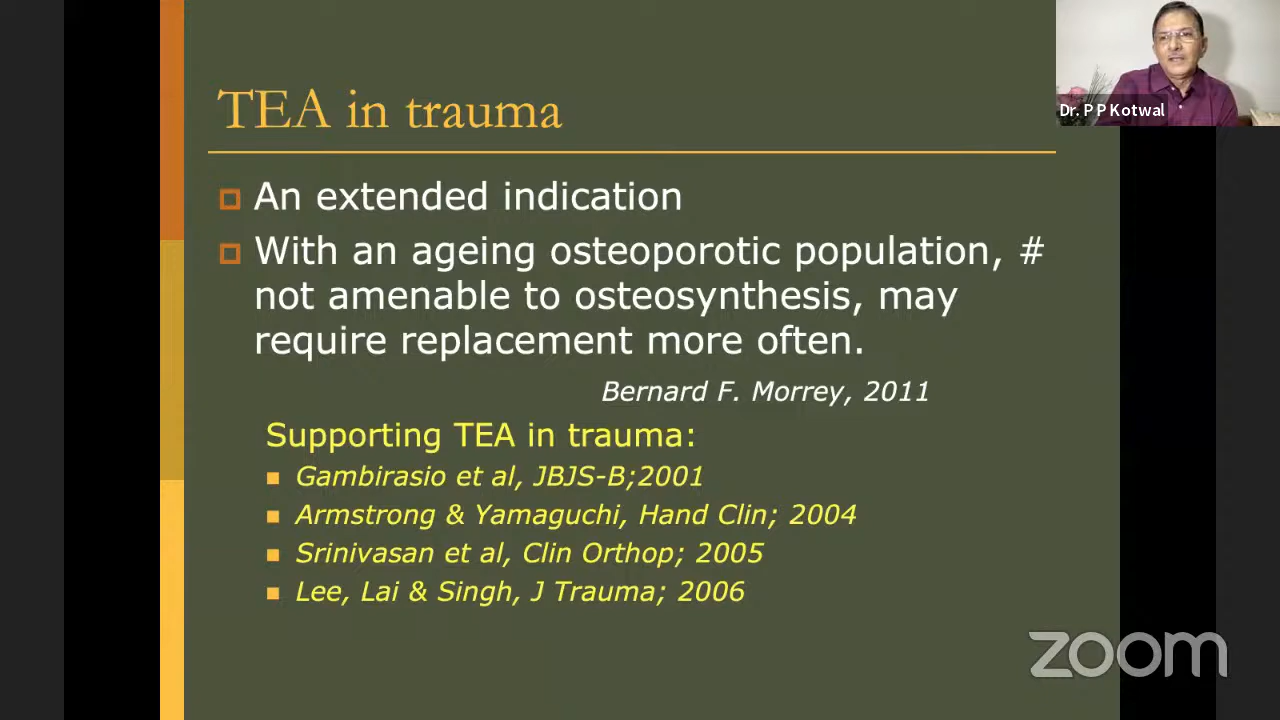 TEA in trauma
Dr. P P Kotwal
An extended indication
With an ageing osteoporotic population, #
not amenable to osteosynthesis, may
require replacement more often.
Bernard F. Morrey, 2011
Supporting TEA in trauma:
Gambirasio et al, JBJS-B;2001
Armstrong & Yamaguchi, Hand Clin; 2004
Srinivasan et al, Clin Orthop; 2005
Lee, Lai & Singh, J Trauma; 2006
zoom